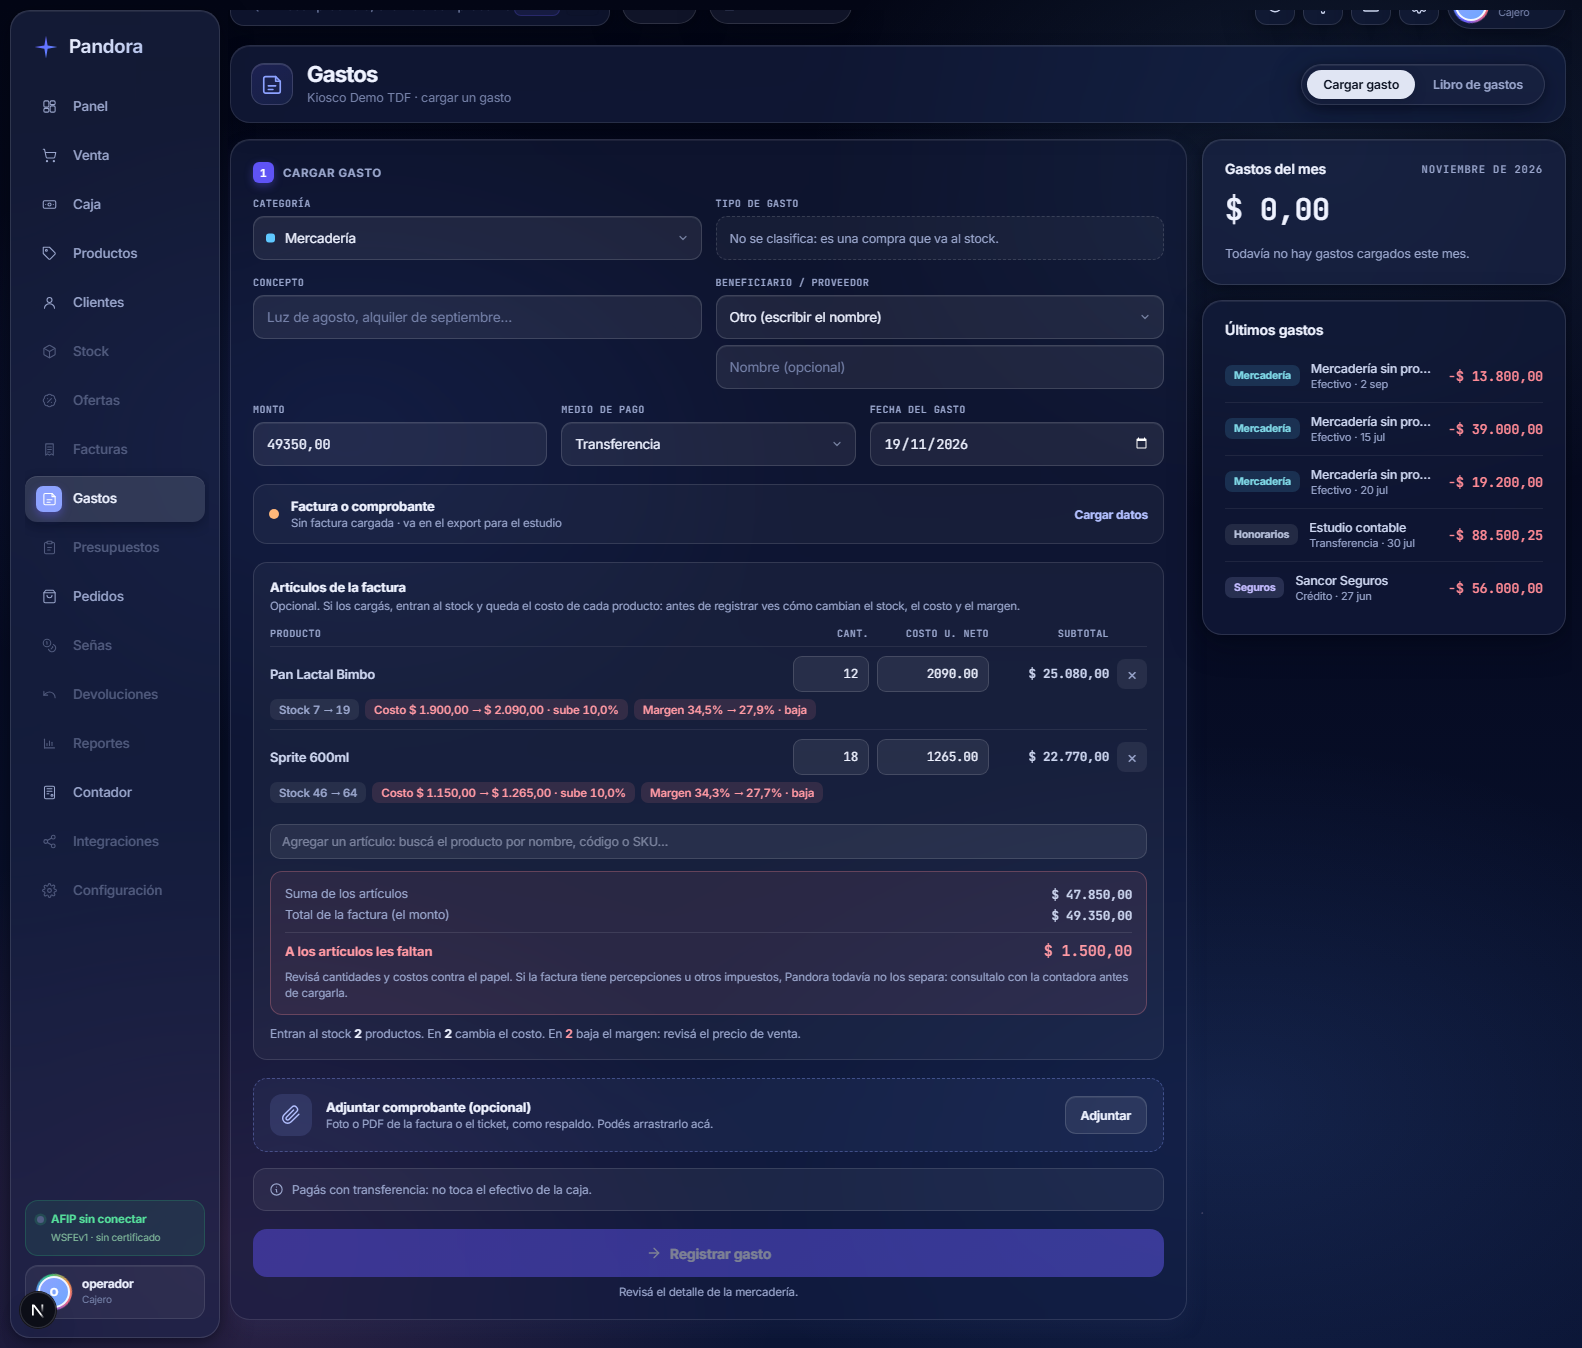 Pandora
Panel
Venta
Caja
Productos
Clientes
Stock
Ofertas
Facturas
Gastos
Presupuestos
Pedidos
Señas
Devoluciones
Reportes
Contador
Integraciones
Configuración
AFIP sin conectar
WSFEv1 · sin certificado
O
operador
Cajero
N
Cajero
Gastos
Kiosco Demo TDF · cargar un gasto
Cargar gasto
Libro de gastos
1 CARGAR GASTO
CATEGORÍA
Mercadería
TIPO DE GASTO
No se clasifica: es una compra que va al stock.
CONCEPTO
Luz de agosto, alquiler de septiembre...
BENEFICIARIO / PROVEEDOR
Otro (escribir el nombre)
Nombre (opcional)
MONTO
49350,00
MEDIO DE PAGO
Transferencia
FECHA DEL GASTO
19/11/2026
Factura o comprobante
Sin factura cargada · va en el export para el estudio
Cargar datos
Artículos de la factura
Opcional. Si los cargás, entran al stock y queda el costo de cada producto: antes de registrar ves cómo cambian el stock, el costo y el margen.
PRODUCTO CANT. COSTO U. NETO SUBTOTAL
Pan Lactal Bimbo 12 2090.00 $ 25.080,00 ×
Stock 7 → 19 Costo $ 1.900,00 → $ 2.090,00 · sube 10,0% Margen 34,5% → 27,9% · baja
Sprite 600ml 18 1265.00 $ 22.770,00 ×
Stock 46 → 64 Costo $ 1.150,00 → $ 1.265,00 · sube 10,0% Margen 34,3% → 27,7% · baja
Agregar un artículo: buscá el producto por nombre, código o SKU...
Suma de los artículos $ 47.850,00
Total de la factura (el monto) $ 49.350,00
A los artículos les faltan $ 1.500,00
Revisá cantidades y costos contra el papel. Si la factura tiene percepciones u otros impuestos, Pandora todavía no los separa: consultalo con la contadora antes
de cargarla.
Entran al stock 2 productos. En 2 cambia el costo. En 2 baja el margen: revisá el precio de venta.
Adjuntar comprobante (opcional)
Foto o PDF de la factura o el ticket, como respaldo. Podés arrastrarlo acá.
Adjuntar
Pagás con transferencia: no toca el efectivo de la caja.
→ Registrar gasto
Revisá el detalle de la mercadería.
Gastos del mes
NOVIEMBRE DE 2026
$ 0,00
Todavía no hay gastos cargados este mes.
Últimos gastos
Mercadería Mercadería sin pro... -$ 13.800,00
Efectivo · 2 sep
Mercadería Mercadería sin pro... -$ 39.000,00
Efectivo · 15 jul
Mercadería Mercadería sin pro... -$ 19.200,00
Efectivo · 20 jul
Honorarios Estudio contable -$ 88.500,25
Transferencia · 30 jul
Seguros Sancor Seguros -$ 56.000,00
Crédito · 27 jun